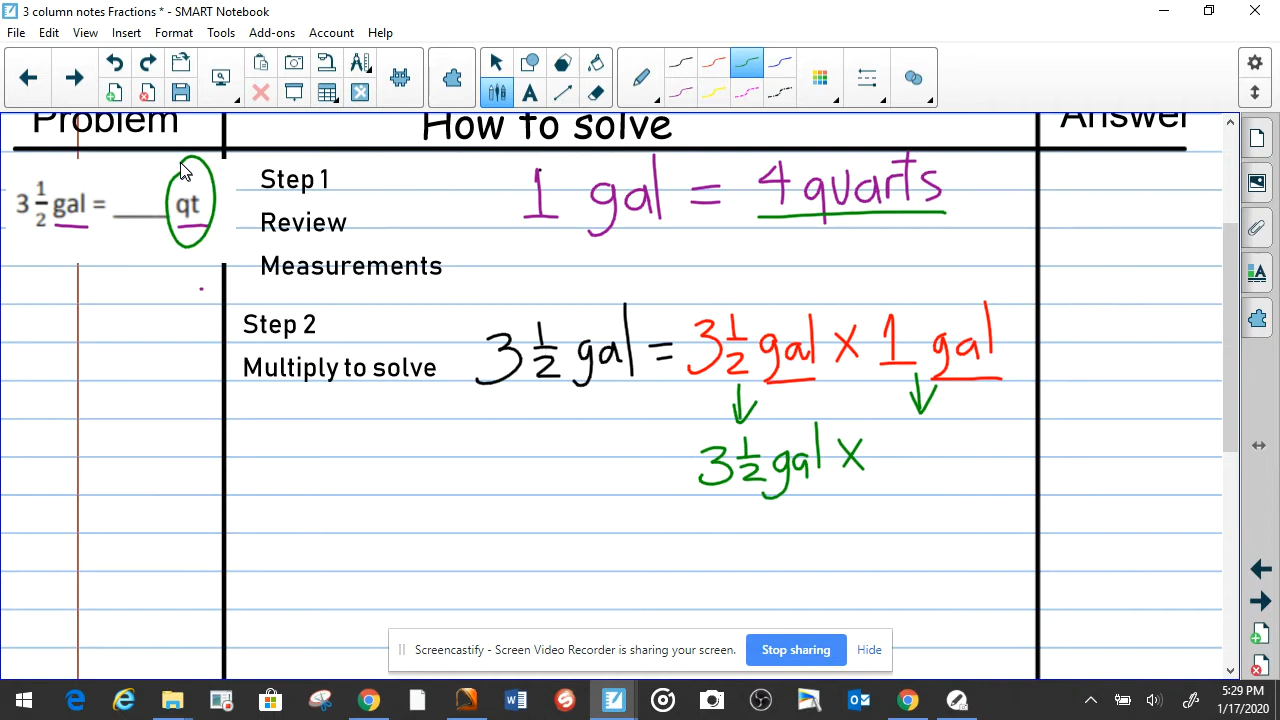 3 column notes Fractions * - SMART Notebook
File Edit View Insert Format Tools Add-ons Account Help
Problem How to solve Answer
3 1/2 gal = ____ qt
Step 1
Review
Measurements
1 gal = 4 quarts
Step 2
Multiply to solve
3 1/2 gal = 3 1/2 gal x 1 gal
3 1/2 gal x
Screencastify - Screen Video Recorder is sharing your screen. Stop sharing Hide
5:29 PM
1/17/2020